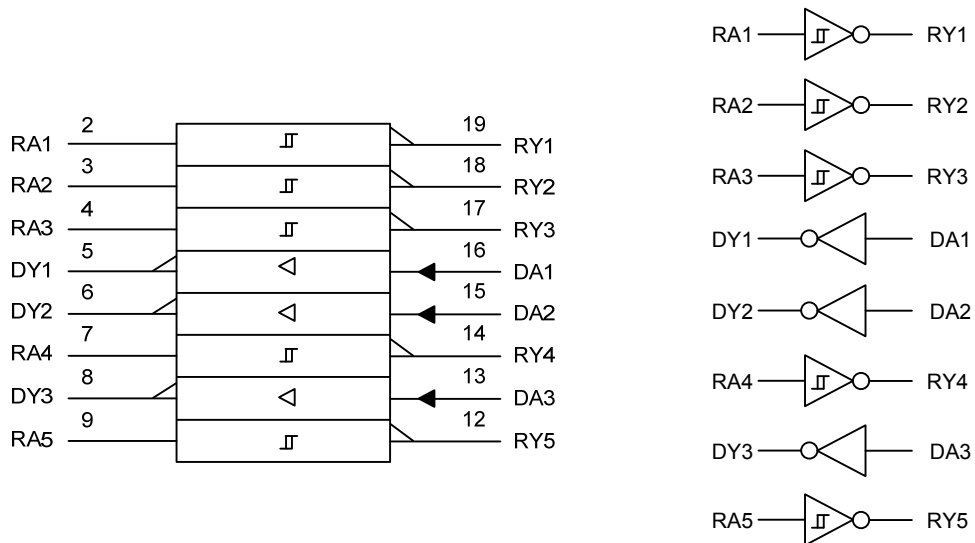 RA1 2 19 RY1
RA2 3 18 RY2
RA3 4 17 RY3
DY1 5 16 DA1
DY2 6 15 DA2
RA4 7 14 RY4
DY3 8 13 DA3
RA5 9 12 RY5
RA1 RY1
RA2 RY2
RA3 RY3
DY1 DA1
DY2 DA2
RA4 RY4
DY3 DA3
RA5 RY5